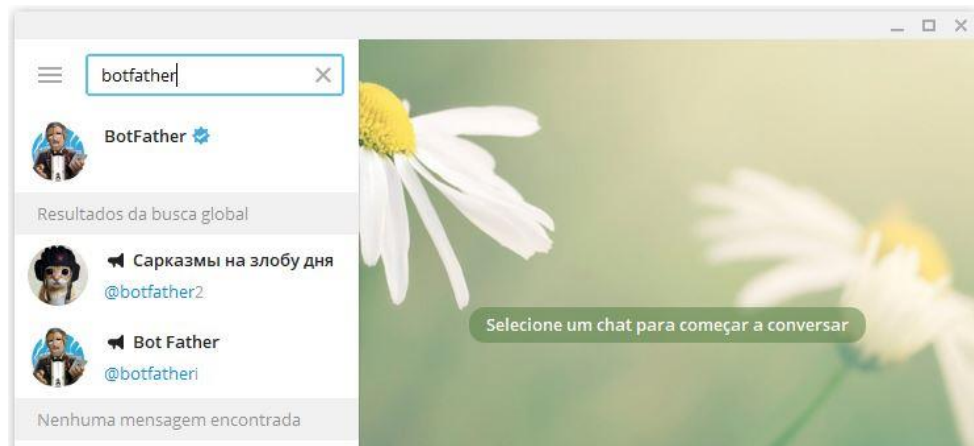 botfather
BotFather
Resultados da busca global
Сарказмы на злобу дня
@botfather2
Bot Father
@botfatheri
Nenhuma mensagem encontrada
Selecione um chat para começar a conversar